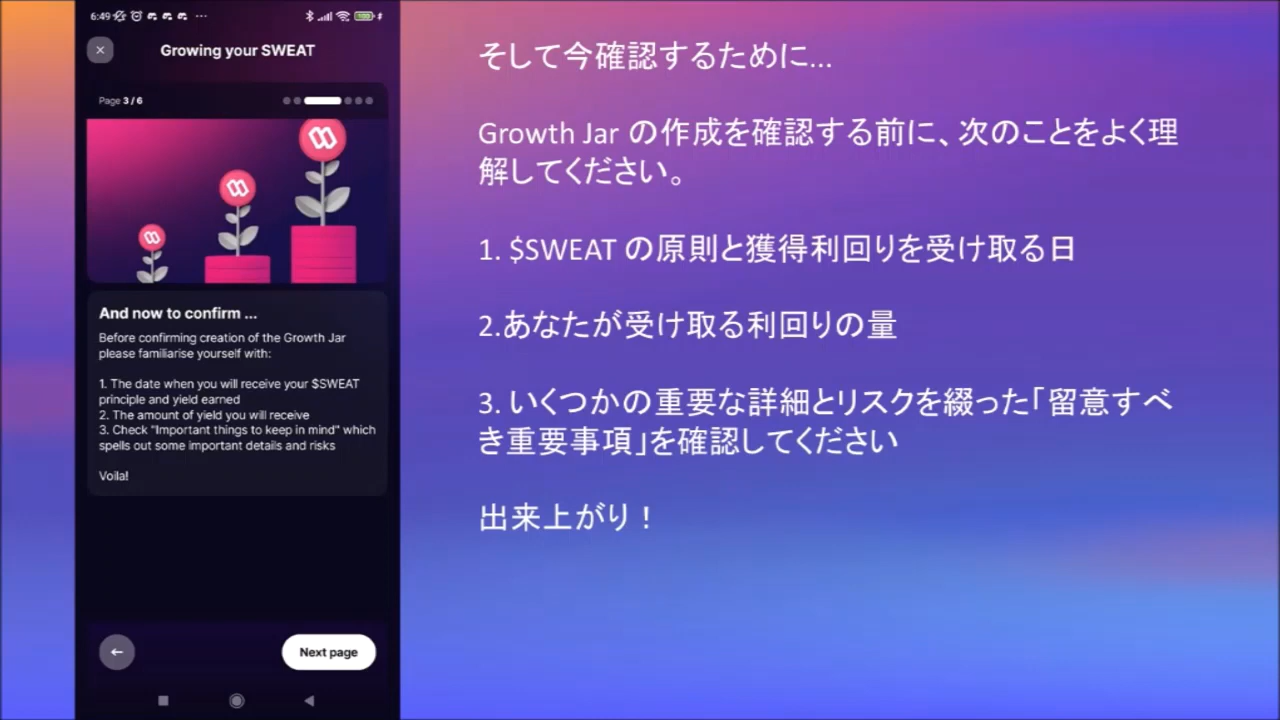 6:49
Growing your SWEAT
Page 3 / 6
And now to confirm ...
Before confirming creation of the Growth Jar
please familiarise yourself with:
1. The date when you will receive your $SWEAT
principle and yield earned
2. The amount of yield you will receive
3. Check "Important things to keep in mind" which
spells out some important details and risks
Voila!
Next page
そして今確認するために...
Growth Jar の作成を確認する前に、次のことをよく理
解してください。
1. $SWEAT の原則と獲得利回りを受け取る日
2.あなたが受け取る利回りの量
3. いくつかの重要な詳細とリスクを綴った「留意すべ
き重要事項」を確認してください
出来上がり！